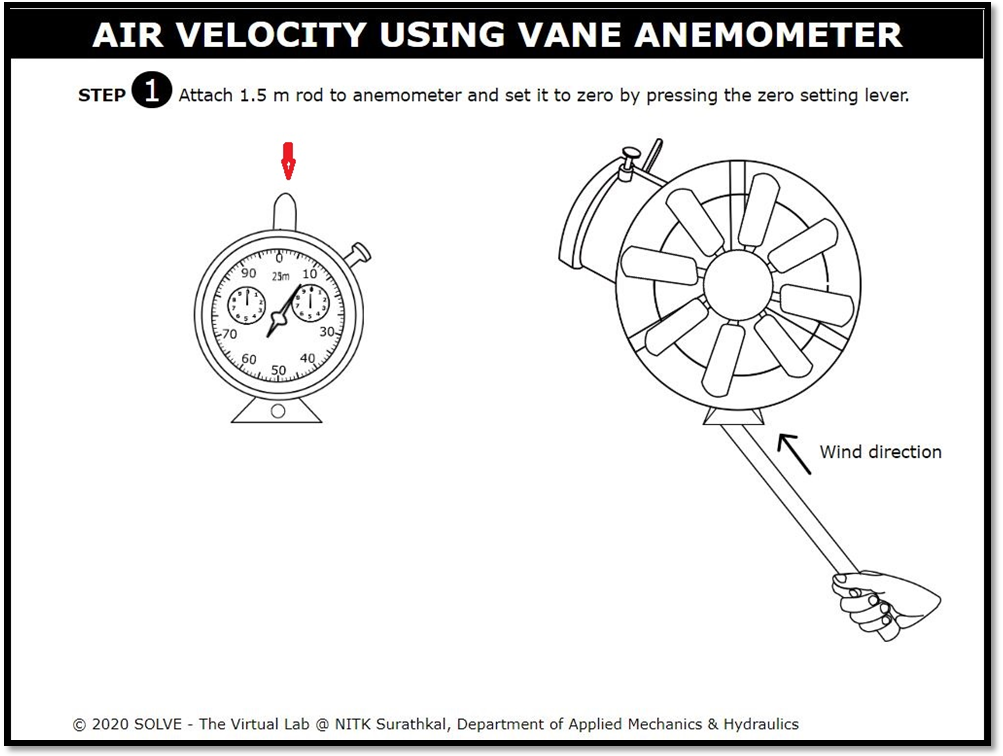 AIR VELOCITY USING VANE ANEMOMETER
STEP 1 Attach 1.5 m rod to anemometer and set it to zero by pressing the zero setting lever.
0
90 25m 10
70 30
60 40
50
Wind direction
© 2020 SOLVE - The Virtual Lab @ NITK Surathkal, Department of Applied Mechanics & Hydraulics